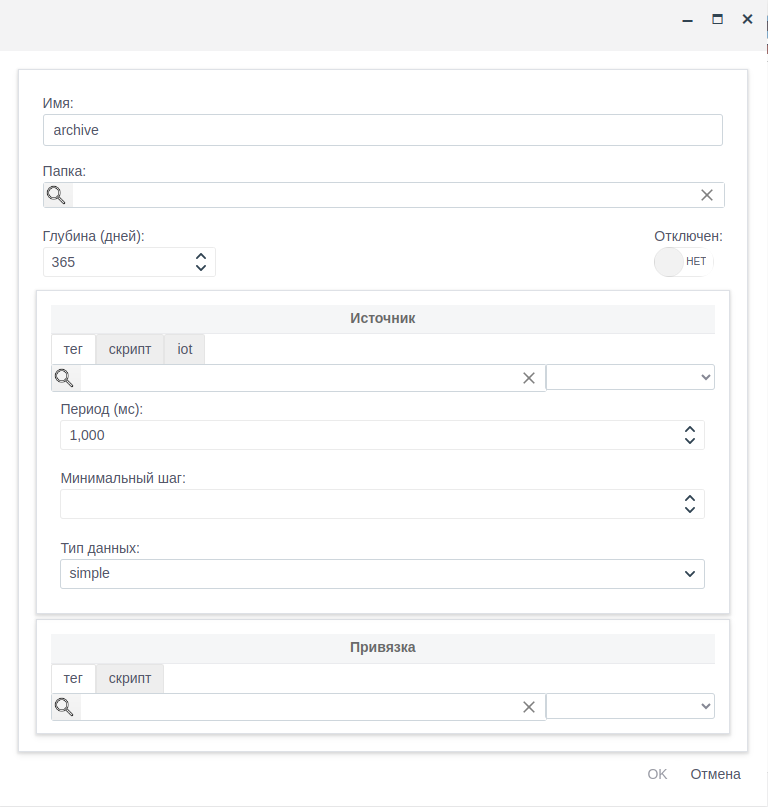 Имя:
archive
Папка:
Глубина (дней):
Отключен:
365
НЕТ
Источник
тег
скрипт
iot
Период (мс):
1,000
Минимальный шаг:
Тип данных:
simple
Привязка
тег
скрипт
OK
Отмена